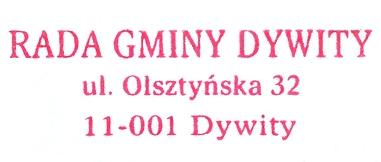 RADA GMINY DYWITY
ul. Olsztyńska 32
11-001 Dywity